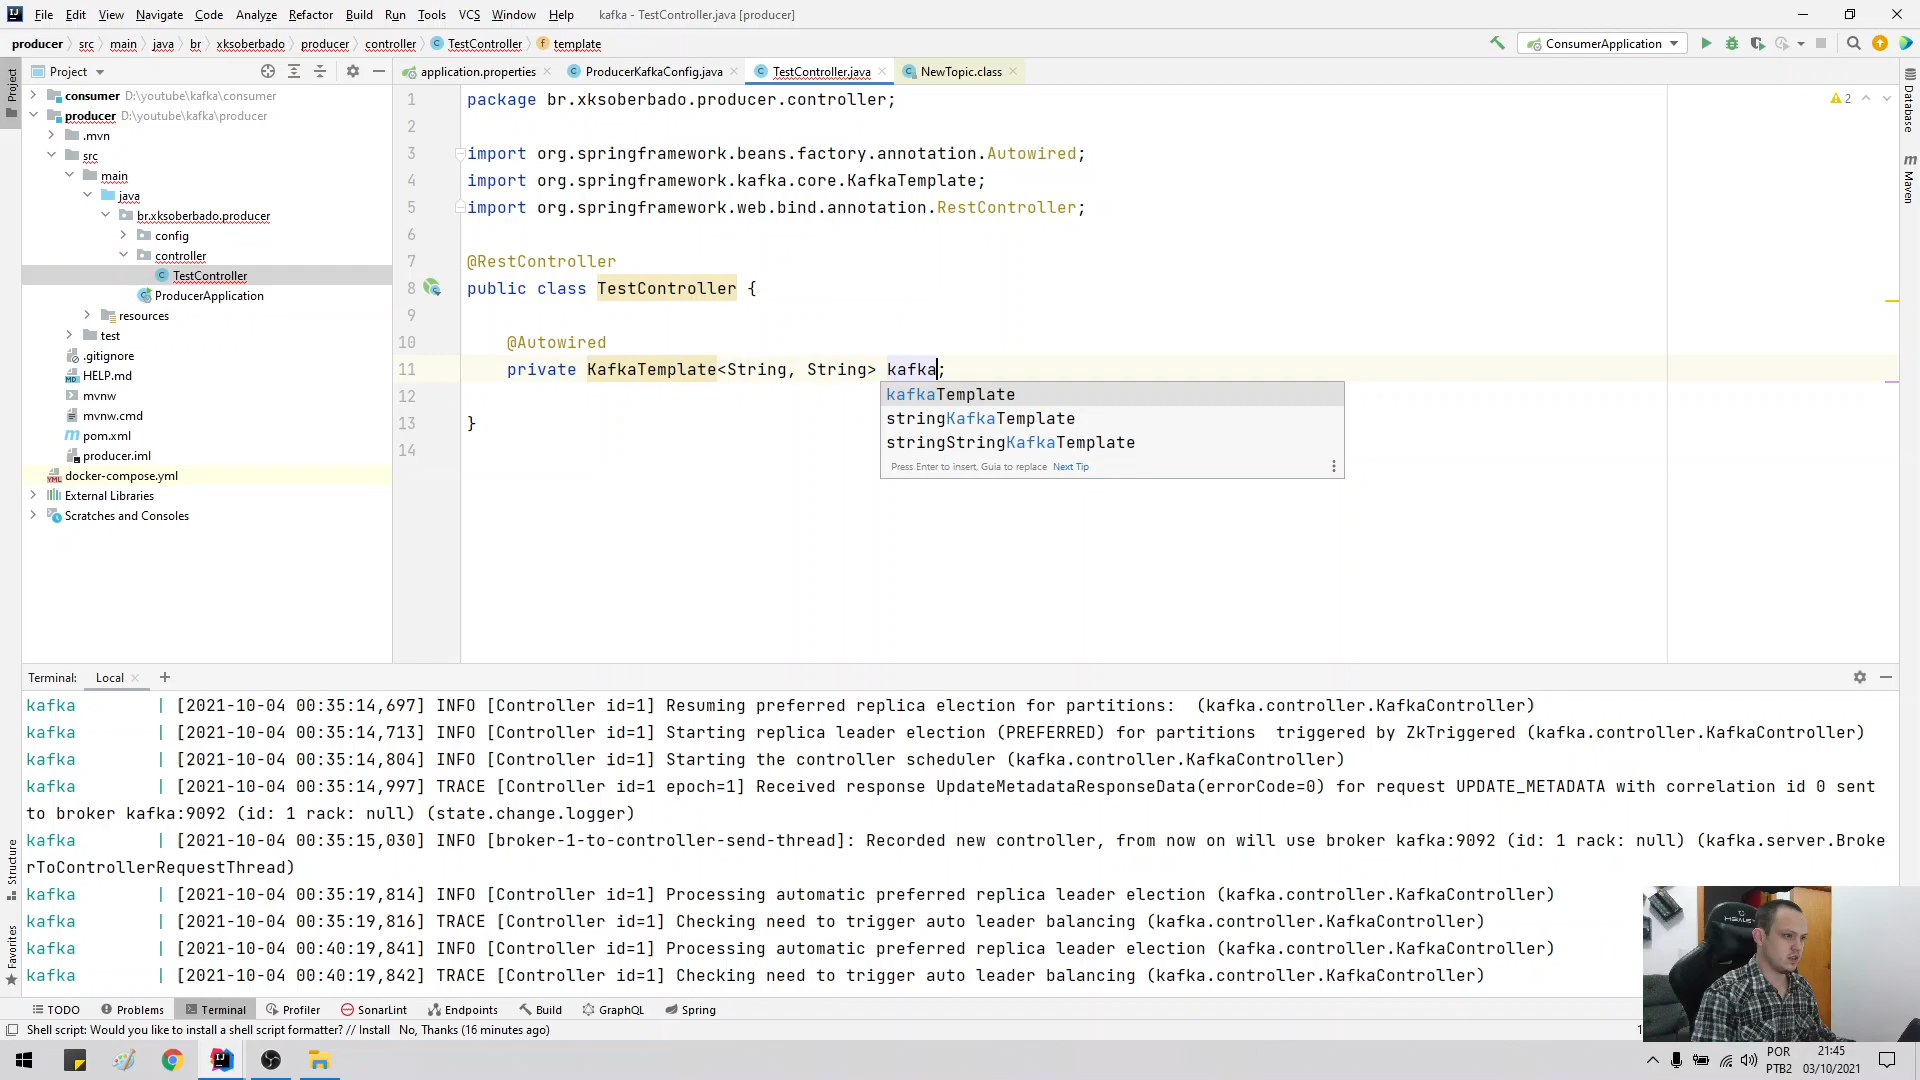 File Edit View Navigate Code Analyze Refactor Build Run Tools VCS Window Help kafka - TestController.java [producer]
producer src main java br xksoberbado producer controller TestController template
ConsumerApplication
Project
application.properties ProducerKafkaConfig.java TestController.java NewTopic.class
Project
consumer D:\youtube\kafka\consumer
producer D:\youtube\kafka\producer
.mvn
src
main
java
br.xksoberbado.producer
config
controller
TestController
ProducerApplication
resources
test
.gitignore
HELP.md
mvnw
mvnw.cmd
pom.xml
producer.iml
docker-compose.yml
External Libraries
Scratches and Consoles
1 package br.xksoberbado.producer.controller;
2
3 import org.springframework.beans.factory.annotation.Autowired;
4 import org.springframework.kafka.core.KafkaTemplate;
5 import org.springframework.web.bind.annotation.RestController;
6
7 @RestController
8 public class TestController {
9
10 @Autowired
11 private KafkaTemplate<String, String> kafka;
12
13 }
14
kafkaTemplate
stringKafkaTemplate
stringStringKafkaTemplate
Press Enter to insert, Guia to replace Next Tip
2
Database
Maven
Terminal: Local
kafka | [2021-10-04 00:35:14,697] INFO [Controller id=1] Resuming preferred replica election for partitions: (kafka.controller.KafkaController)
kafka | [2021-10-04 00:35:14,713] INFO [Controller id=1] Starting replica leader election (PREFERRED) for partitions triggered by ZkTriggered (kafka.controller.KafkaController)
kafka | [2021-10-04 00:35:14,804] INFO [Controller id=1] Starting the controller scheduler (kafka.controller.KafkaController)
kafka | [2021-10-04 00:35:14,997] TRACE [Controller id=1 epoch=1] Received response UpdateMetadataResponseData(errorCode=0) for request UPDATE_METADATA with correlation id 0 sent
to broker kafka:9092 (id: 1 rack: null) (state.change.logger)
kafka | [2021-10-04 00:35:15,030] INFO [broker-1-to-controller-send-thread]: Recorded new controller, from now on will use broker kafka:9092 (id: 1 rack: null) (kafka.server.Broke
rToControllerRequestThread)
kafka | [2021-10-04 00:35:19,814] INFO [Controller id=1] Processing automatic preferred replica leader election (kafka.controller.KafkaController)
kafka | [2021-10-04 00:35:19,816] TRACE [Controller id=1] Checking need to trigger auto leader balancing (kafka.controller.KafkaController)
kafka | [2021-10-04 00:40:19,841] INFO [Controller id=1] Processing automatic preferred replica leader election (kafka.controller.KafkaController)
kafka | [2021-10-04 00:40:19,842] TRACE [Controller id=1] Checking need to trigger auto leader balancing (kafka.controller.KafkaController)
Structure
Favorites
TODO Problems Terminal Profiler SonarLint Endpoints Build GraphQL Spring
Shell script: Would you like to install a shell script formatter? // Install No, Thanks (16 minutes ago)
POR
PTB2
21:45
03/10/2021